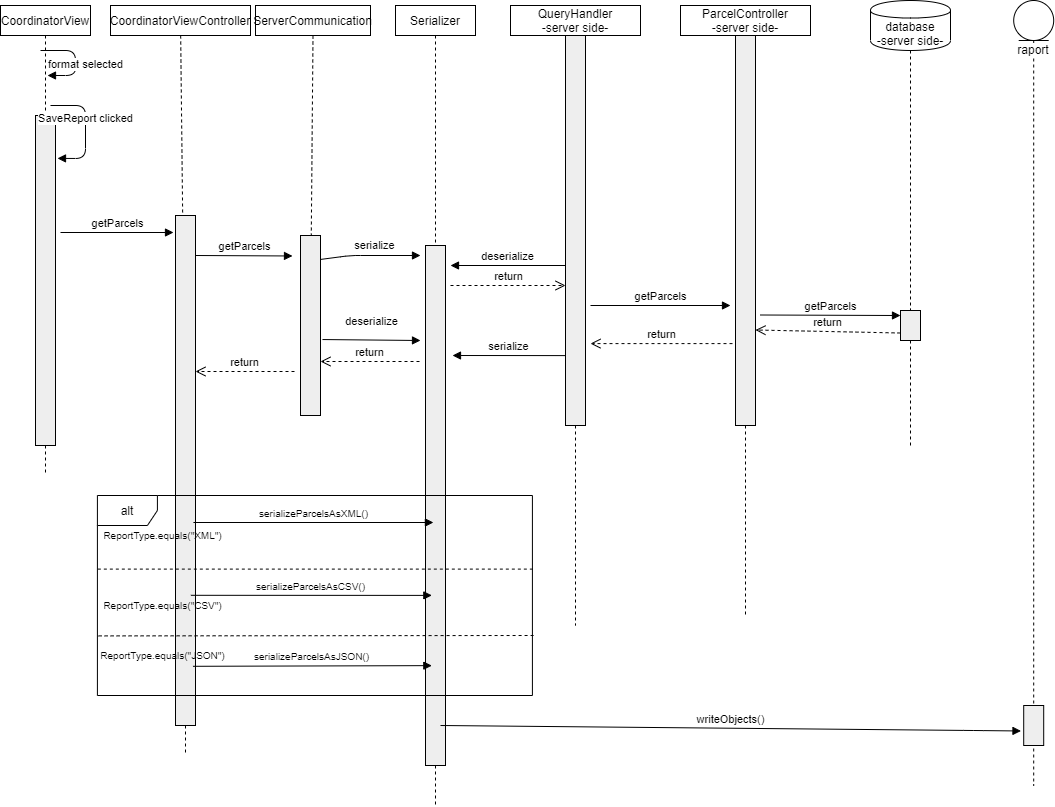 CoordinatorView
CoordinatorViewController
ServerCommunication
Serializer
QueryHandler
-server side-
ParcelController
-server side-
database
-server side-
raport
format selected
SaveReport clicked
getParcels
getParcels
serialize
deserialize
return
getParcels
getParcels
return
deserialize
return
serialize
return
return
alt
serializeParcelsAsXML()
ReportType.equals("XML")
serializeParcelsAsCSV()
ReportType.equals("CSV")
ReportType.equals("JSON")
serializeParcelsAsJSON()
writeObjects()